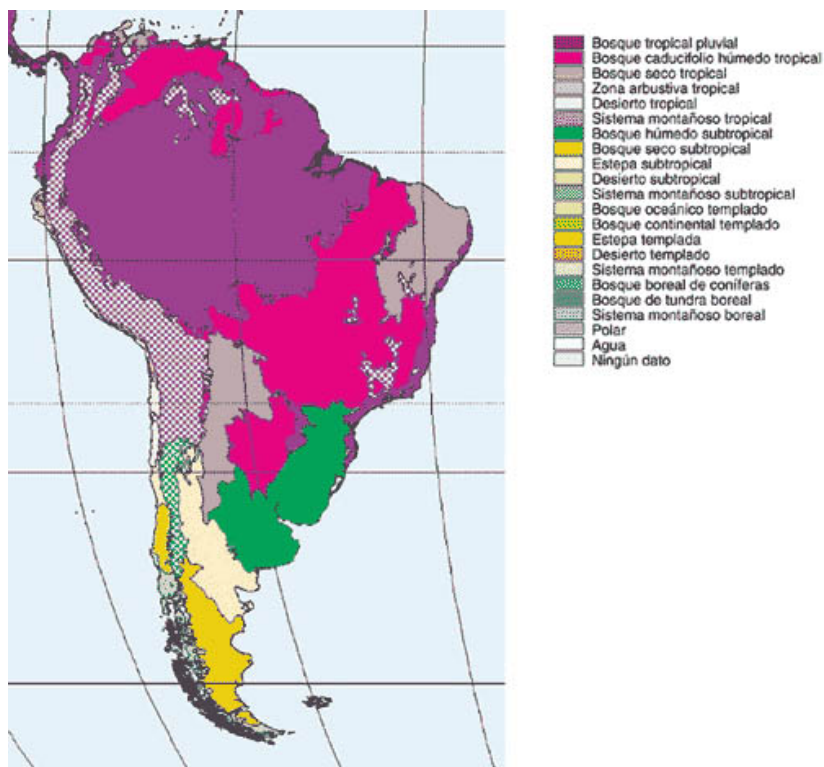 Bosque tropical pluvial
Bosque caducifolio húmedo tropical
Bosque seco tropical
Zona arbustiva tropical
Desierto tropical
Sistema montañoso tropical
Bosque húmedo subtropical
Bosque seco subtropical
Estepa subtropical
Desierto subtropical
Sistema montañoso subtropical
Bosque oceánico templado
Bosque continental templado
Estepa templada
Desierto templado
Sistema montañoso templado
Bosque boreal de coníferas
Bosque de tundra boreal
Sistema montañoso boreal
Polar
Agua
Ningún dato